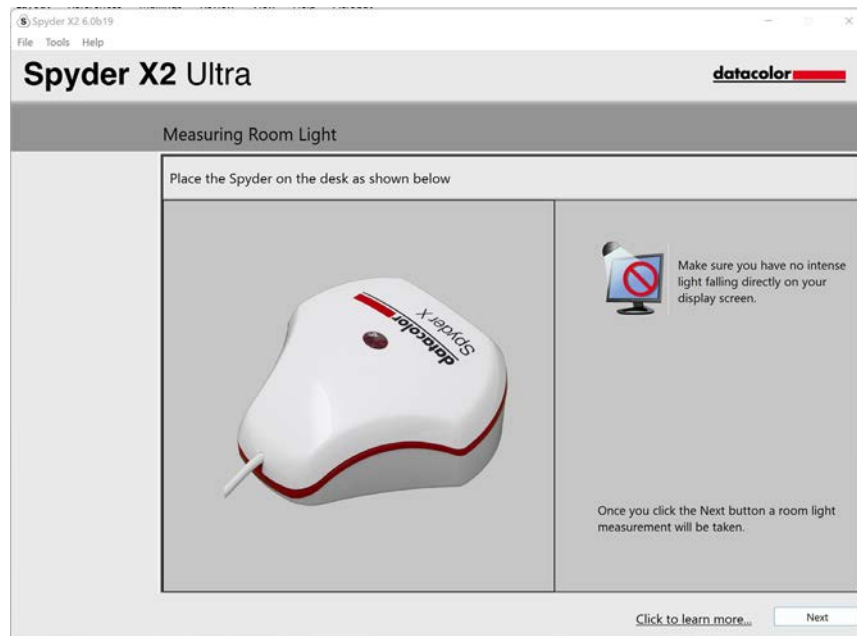 Spyder X2 6.0b19
File Tools Help
Spyder X2 Ultra
datacolor
Measuring Room Light
Place the Spyder on the desk as shown below
datacolor
Spyder X
Make sure you have no intense
light falling directly on your
display screen.
Once you click the Next button a room light
measurement will be taken.
Click to learn more...
Next